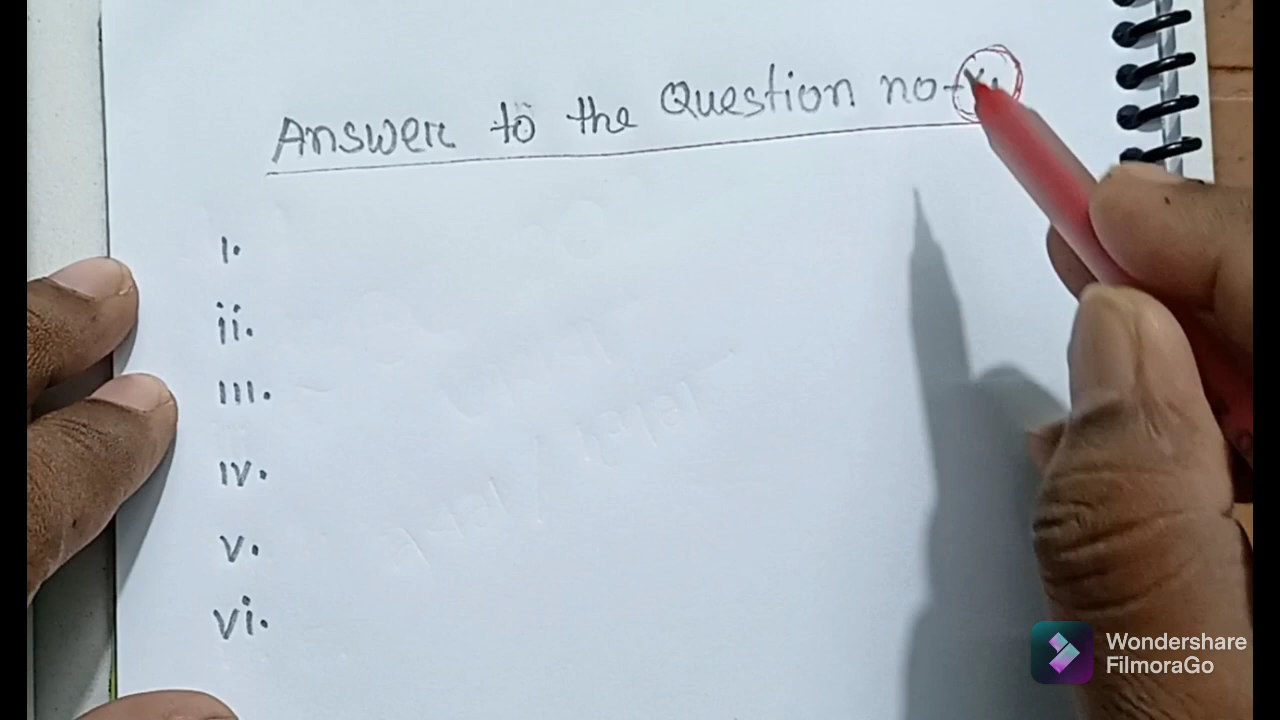 Answer to the Question no-
i.
ii.
iii.
iv.
v.
vi.
Wondershare
FilmoraGo